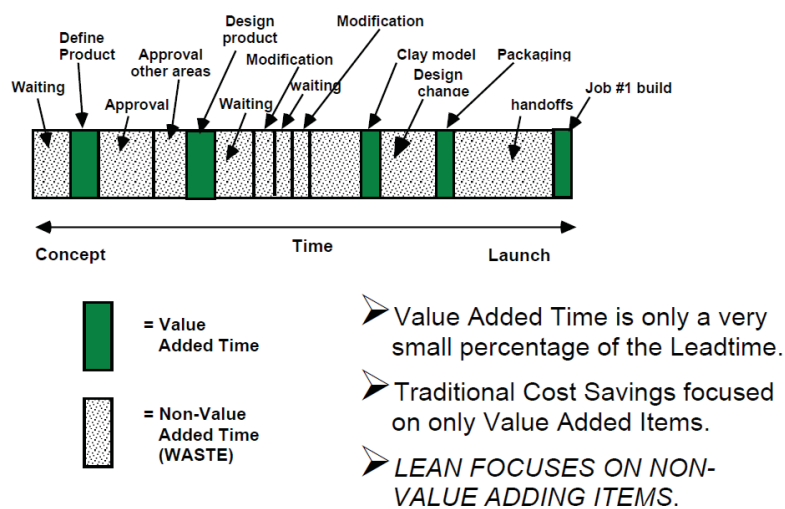 Waiting
Define
Product
Approval
Approval
other areas
Design
product
Waiting
Modification
waiting
Modification
Clay model
Design
change
Packaging
handoffs
Job #1 build
Concept
Time
Launch
= Value
Added Time
= Non-Value
Added Time
(WASTE)
Value Added Time is only a very
small percentage of the Leadtime.
Traditional Cost Savings focused
on only Value Added Items.
LEAN FOCUSES ON NON-
VALUE ADDING ITEMS.